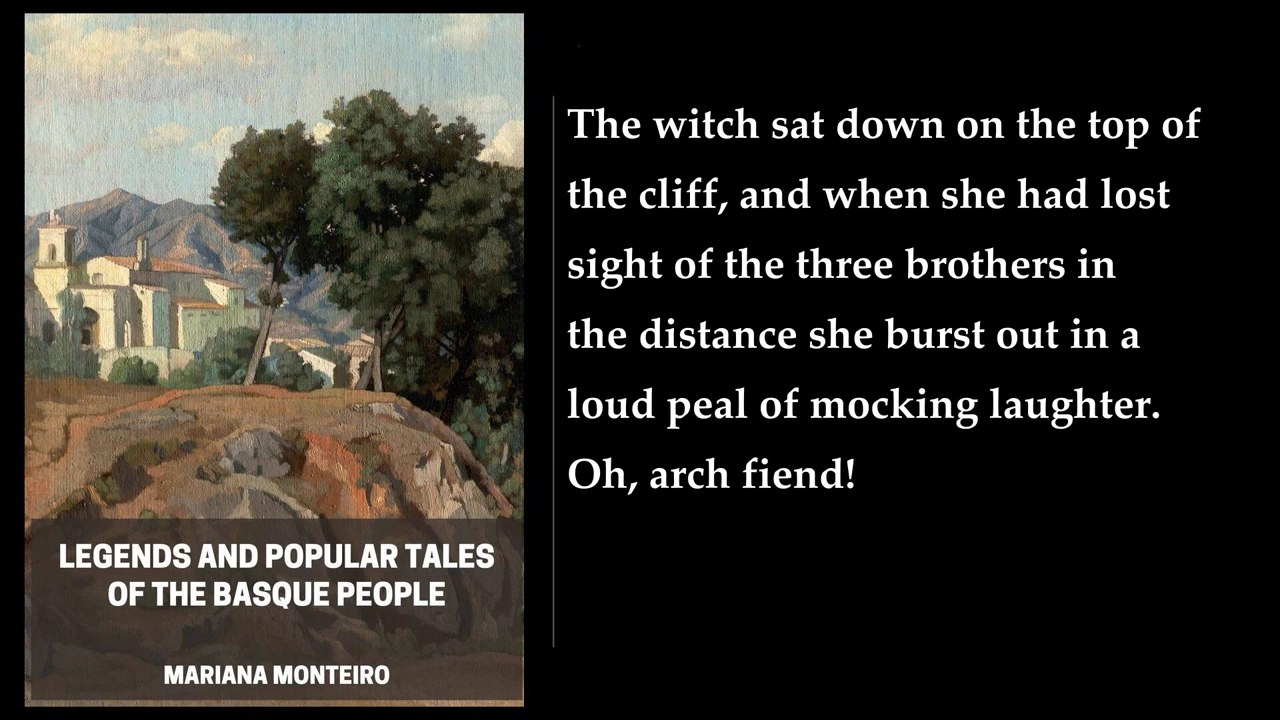 The witch sat down on the top of
the cliff, and when she had lost
sight of the three brothers in
the distance she burst out in a
loud peal of mocking laughter.
Oh, arch fiend!
LEGENDS AND POPULAR TALES
OF THE BASQUE PEOPLE
MARIANA MONTEIRO